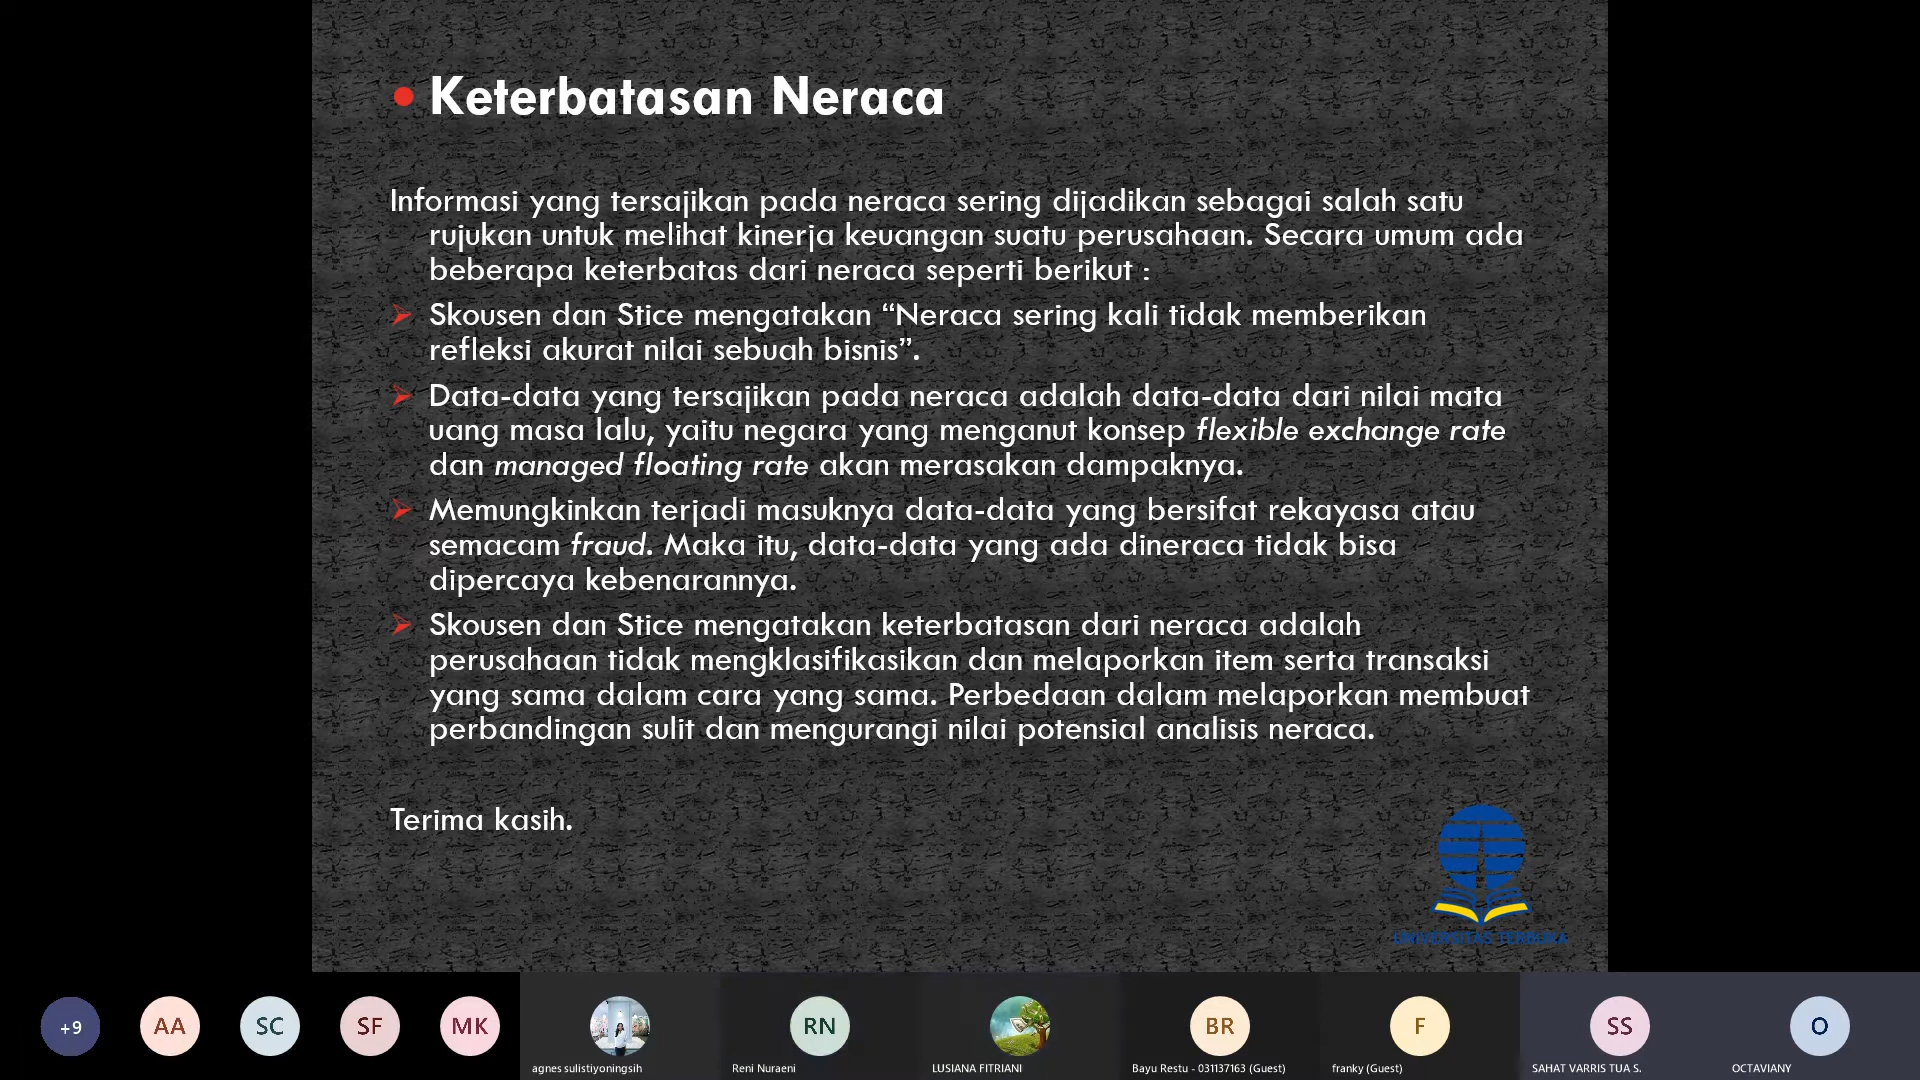 Keterbatasan Neraca
Informasi yang tersajikan pada neraca sering dijadikan sebagai salah satu
rujukan untuk melihat kinerja keuangan suatu perusahaan. Secara umum ada
beberapa keterbatas dari neraca seperti berikut :
Skousen dan Stice mengatakan “Neraca sering kali tidak memberikan
refleksi akurat nilai sebuah bisnis”.
Data-data yang tersajikan pada neraca adalah data-data dari nilai mata
uang masa lalu, yaitu negara yang menganut konsep flexible exchange rate
dan managed floating rate akan merasakan dampaknya.
Memungkinkan terjadi masuknya data-data yang bersifat rekayasa atau
semacam fraud. Maka itu, data-data yang ada dineraca tidak bisa
dipercaya kebenarannya.
Skousen dan Stice mengatakan keterbatasan dari neraca adalah
perusahaan tidak mengklasifikasikan dan melaporkan item serta transaksi
yang sama dalam cara yang sama. Perbedaan dalam melaporkan membuat
perbandingan sulit dan mengurangi nilai potensial analisis neraca.
Terima kasih.
UNIVERSITAS TERBUKA
+9
AA
SC
SF
MK
RN
BR
F
SS
O
agnes sulistiyoningsih
Reni Nuraeni
LUSIANA FITRIANI
Bayu Restu - 031137163 (Guest)
franky (Guest)
SAHAT VARRIS TUA S.
OCTAVIANY